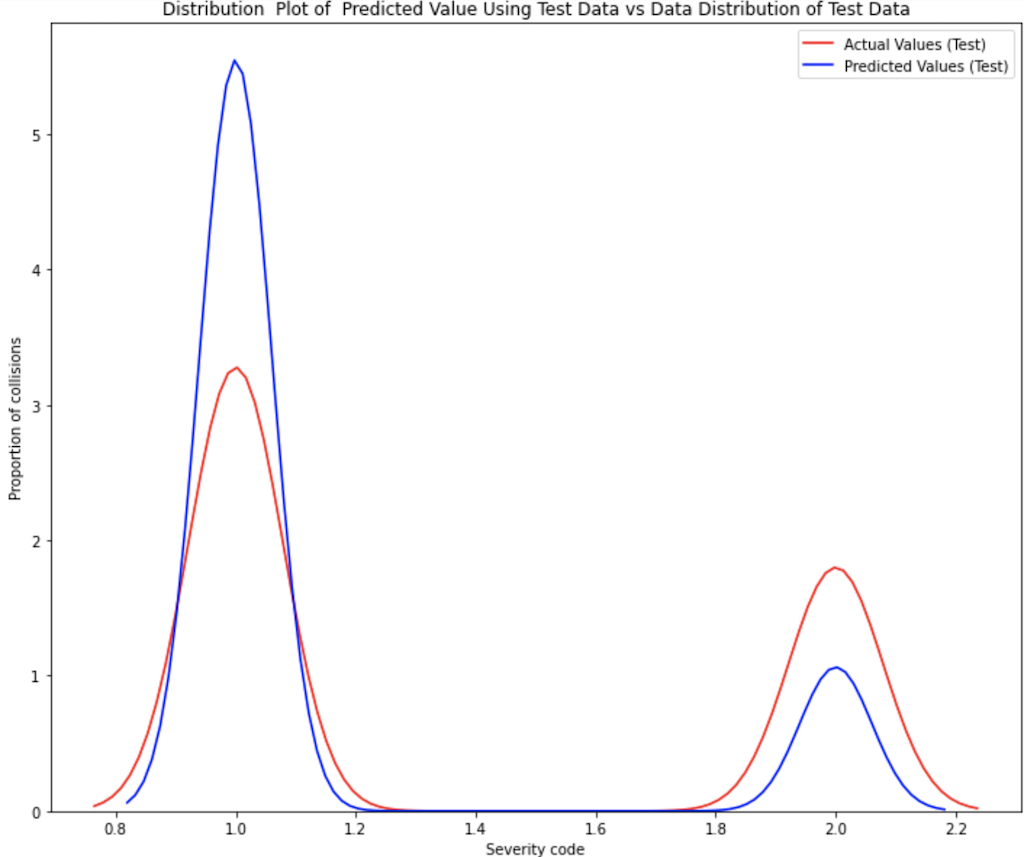 Distribution  Plot of  Predicted Value Using Test Data vs Data Distribution of Test Data
Actual Values (Test)
Predicted Values (Test)
Proportion of collisions
5
4
3
2
1
0
0.8 1.0 1.2 1.4 1.6 1.8 2.0 2.2
Severity code